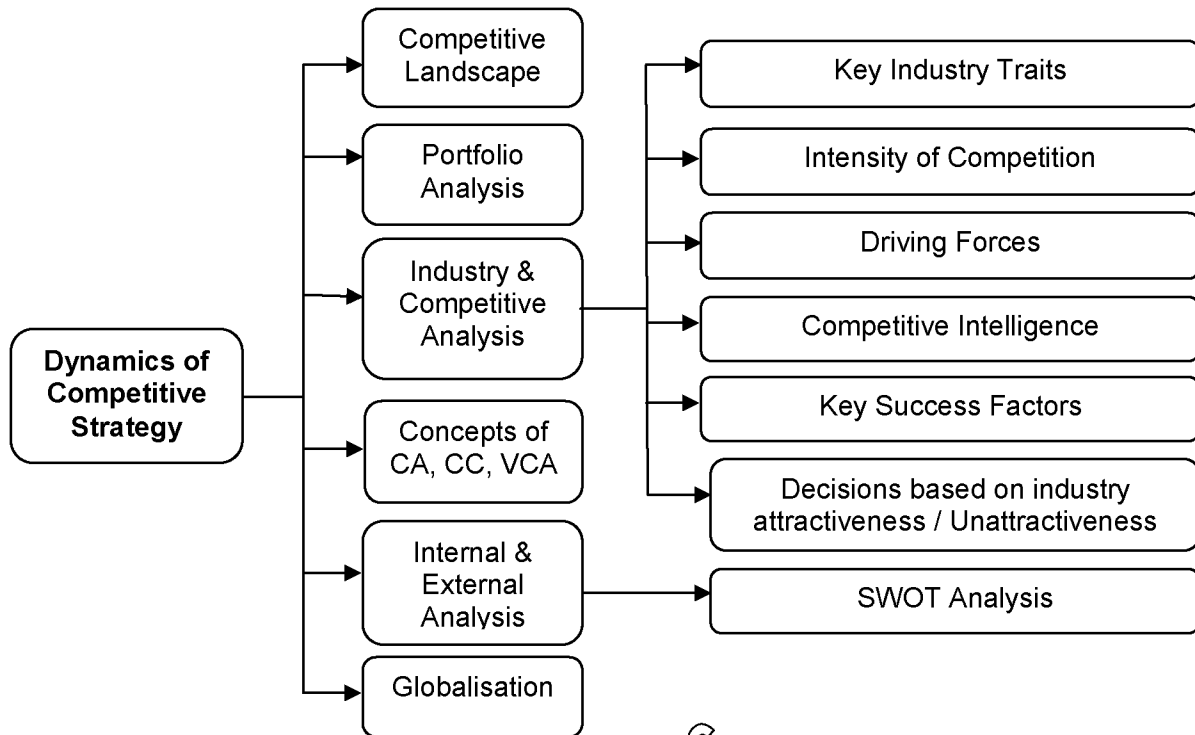 Dynamics of
Competitive
Strategy
Competitive
Landscape
Portfolio
Analysis
Industry &
Competitive
Analysis
Concepts of
CA, CC, VCA
Internal &
External
Analysis
Globalisation
Key Industry Traits
Intensity of Competition
Driving Forces
Competitive Intelligence
Key Success Factors
Decisions based on industry
attractiveness / Unattractiveness
SWOT Analysis